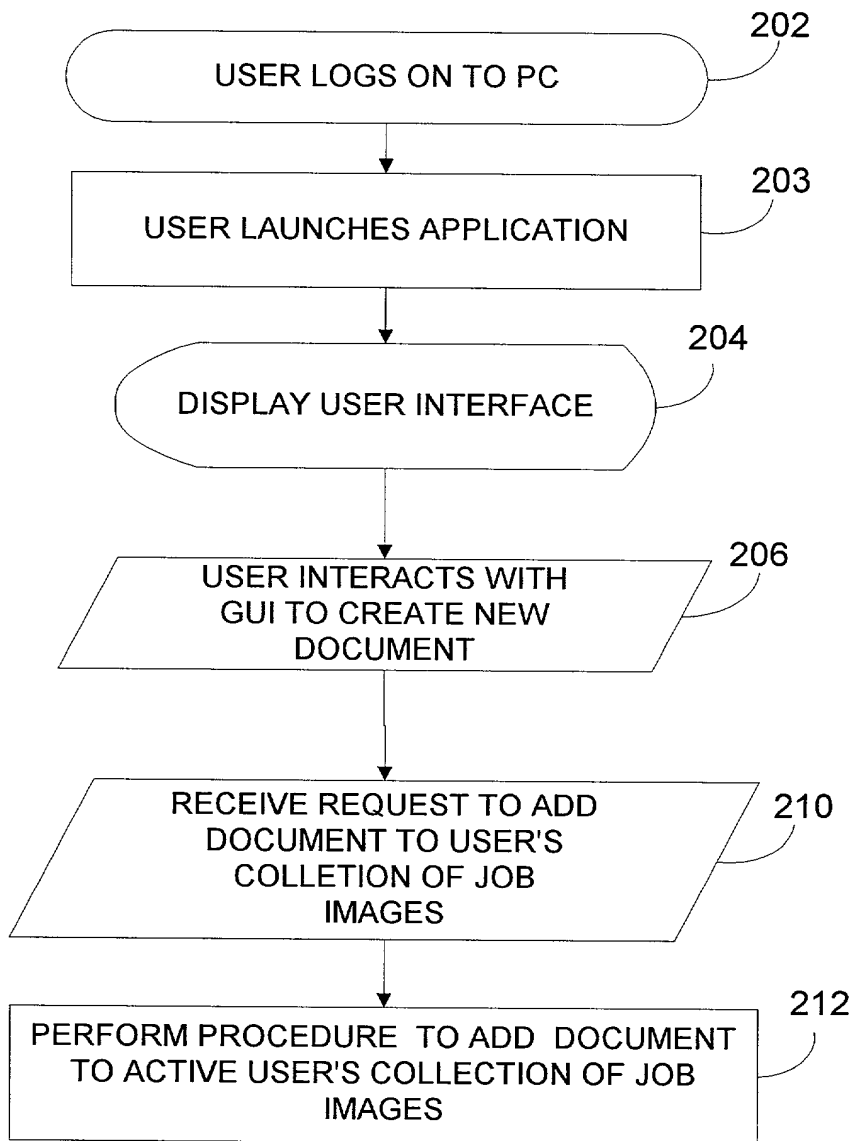 202
USER LOGS ON TO PC
203
USER LAUNCHES APPLICATION
204
DISPLAY USER INTERFACE
206
USER INTERACTS WITH
GUI TO CREATE NEW
DOCUMENT
210
RECEIVE REQUEST TO ADD
DOCUMENT TO USER'S
COLLETION OF JOB
IMAGES
212
PERFORM PROCEDURE TO ADD DOCUMENT
TO ACTIVE USER'S COLLECTION OF JOB
IMAGES